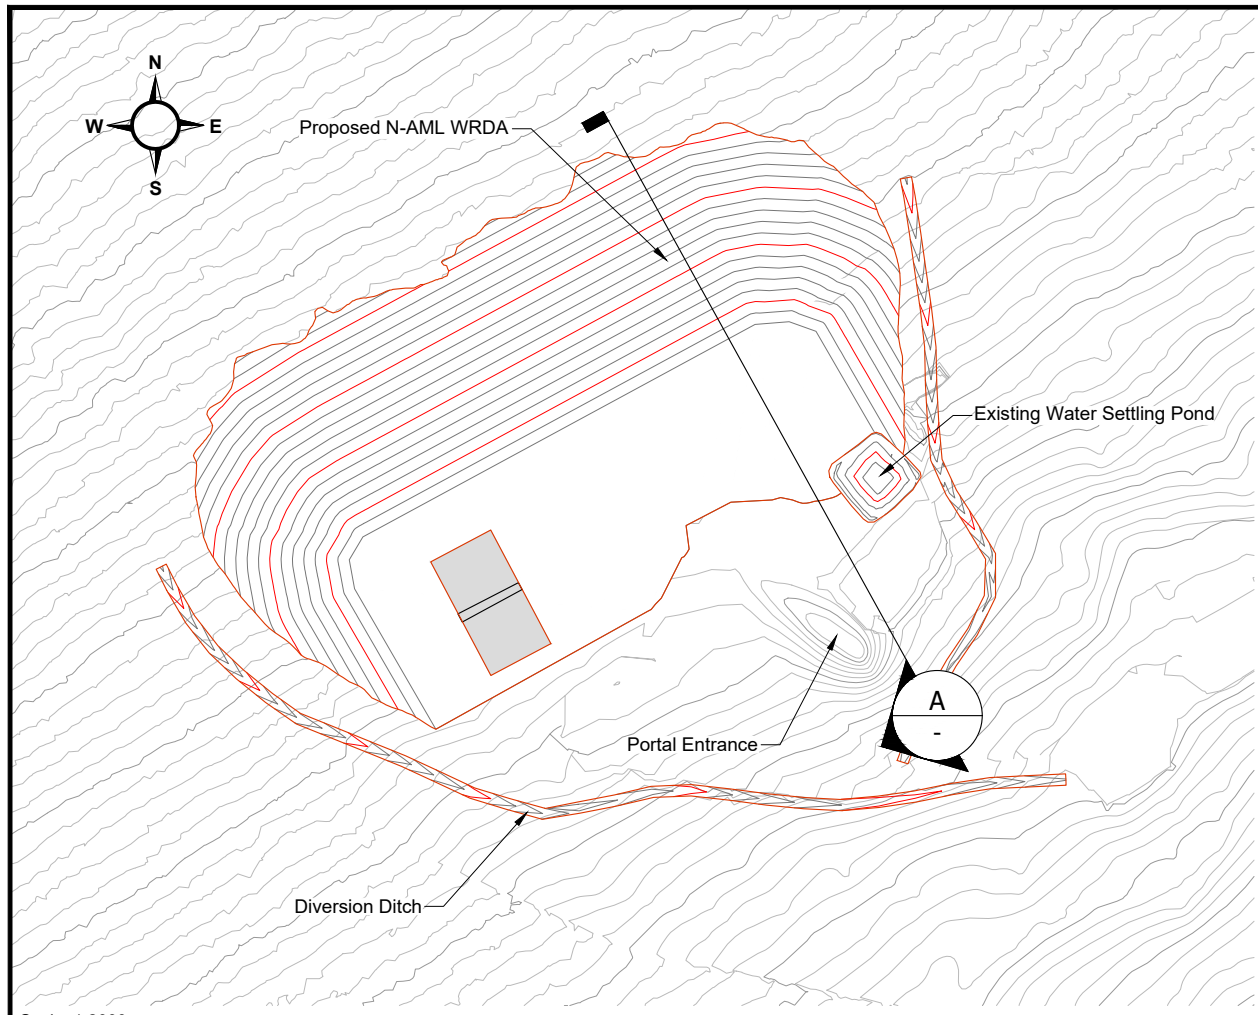 N
W E
S
Proposed N-AML WRDA
Existing Water Settling Pond
A
-
Portal Entrance
Diversion Ditch